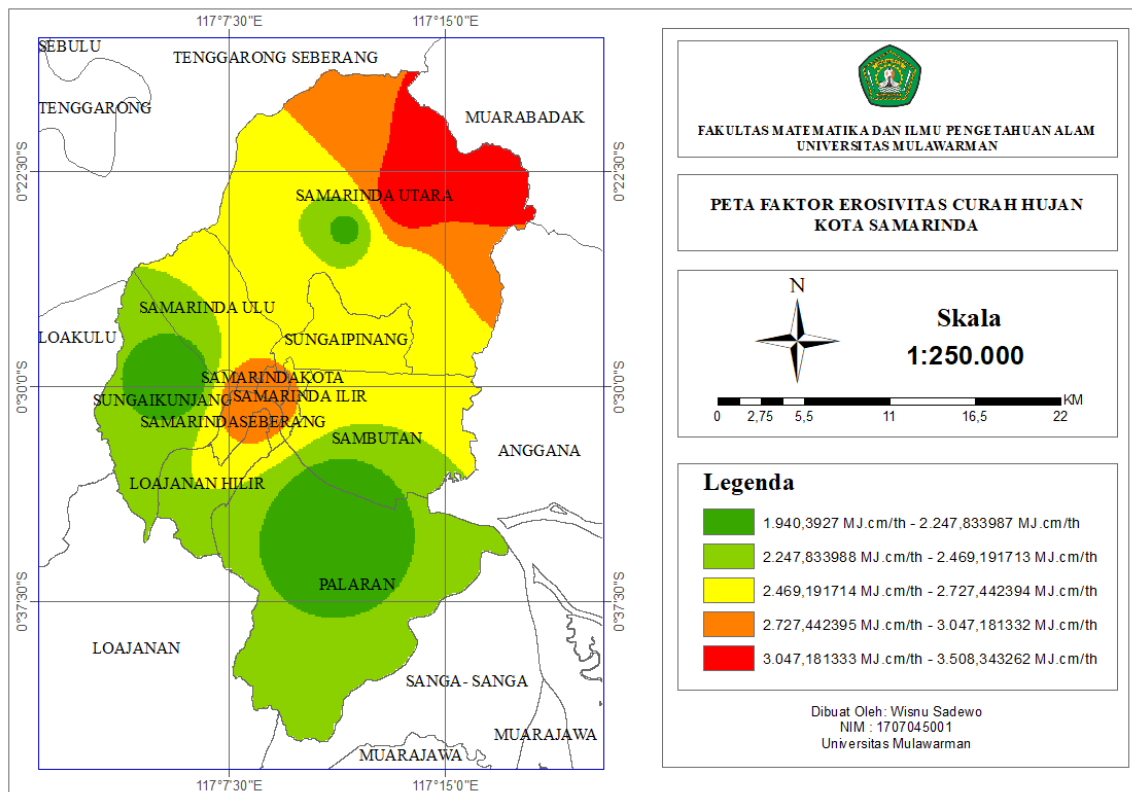 117°7'30"E
117°15'0"E
SEBULU
TENGGARONG SEBERANG
TENGGARONG
MUARABADAK
0°22'30"S
0°22'30"S
SAMARINDA UTARA
SAMARINDA ULU
LOAKULU
SUNGAIPINANG
0°30'0"S
0°30'0"S
SAMARINDAKOTA
SUNGAIKUNJANG
SAMARINDA ILIR
SAMARINDASEBERANG
SAMBUTAN
ANGGANA
LOAJANAN HILIR
PALARAN
0°37'30"S
0°37'30"S
LOAJANAN
SANGA- SANGA
MUARAJAWA
MUARAJAWA
117°7'30"E
117°15'0"E
FAKULTAS MATEMATIKA DAN ILMU PENGETAHUAN ALAM
UNIVERSITAS MULAWARMAN
PETA FAKTOR EROSIVITAS CURAH HUJAN
KOTA SAMARINDA
N
Skala
1:250.000
KM
0 2,75 5,5 11 16,5 22
Legenda
1.940,3927 MJ.cm/th - 2.247,833987 MJ.cm/th
2.247,833988 MJ.cm/th - 2.469,191713 MJ.cm/th
2.469,191714 MJ.cm/th - 2.727,442394 MJ.cm/th
2.727,442395 MJ.cm/th - 3.047,181332 MJ.cm/th
3.047,181333 MJ.cm/th - 3.508,343262 MJ.cm/th
Dibuat Oleh: Wisnu Sadewo
NIM : 1707045001
Universitas Mulawarman